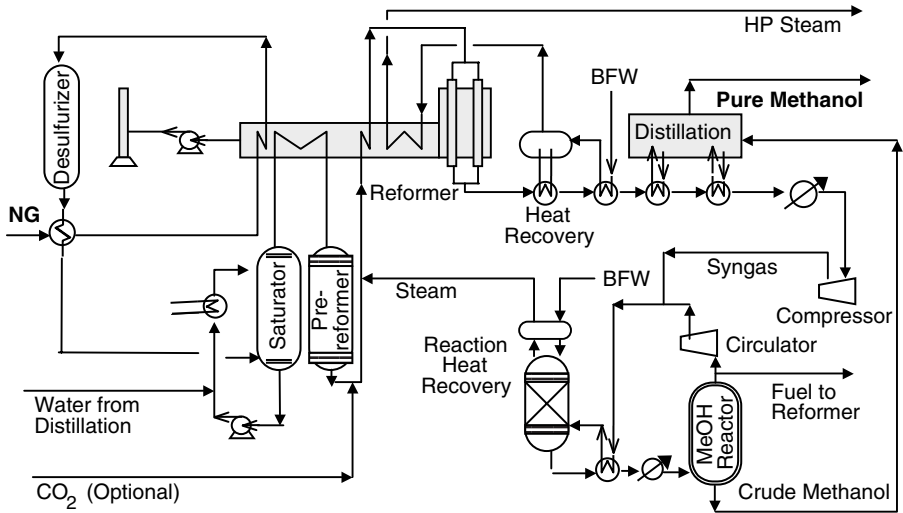 HP Steam
BFW
Pure Methanol
Distillation
Desulfurizer
Reformer
Heat
Recovery
NG
Saturator
Pre-
reformer
Steam
BFW
Syngas
Compressor
Circulator
Reaction
Heat
Recovery
Fuel to
Reformer
MeOH
Reactor
Water from
Distillation
CO2 (Optional)
Crude Methanol